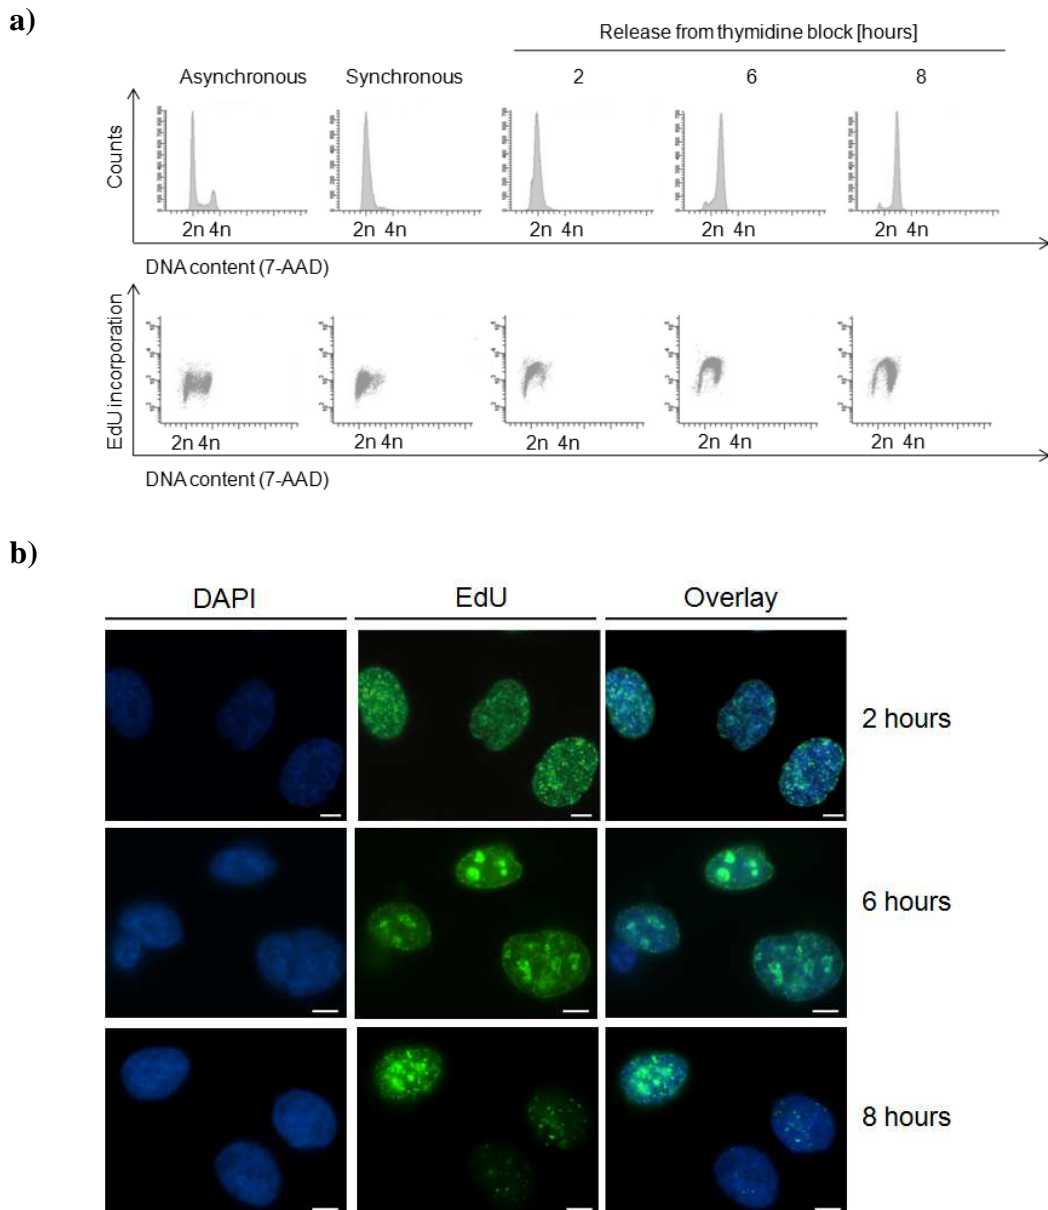 a)
Release from thymidine block [hours]
Asynchronous Synchronous 2 6 8
Counts
2n 4n 2n 4n 2n 4n 2n 4n 2n 4n
DNA content (7-AAD)
EdU incorporation
2n 4n 2n 4n 2n 4n 2n 4n 2n 4n
DNA content (7-AAD)
b)
DAPI EdU Overlay
2 hours
6 hours
8 hours